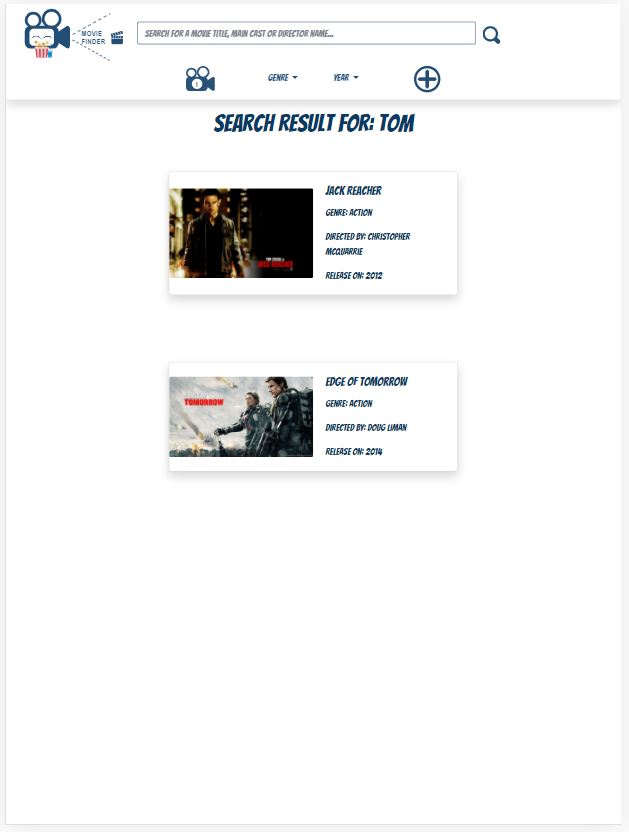 MOVIE
FINDER
SEARCH FOR A MOVIE TITLE, MAIN CAST OR DIRECTOR NAME...
GENRE
YEAR
SEARCH RESULT FOR: TOM
JACK REACHER
GENRE: ACTION
DIRECTED BY: CHRISTOPHER
MCQUARRIE
RELEASE ON: 2012
TOM CRUISE IS
JACK REACHER
EDGE OF TOMORROW
GENRE: ACTION
DIRECTED BY: DOUG LIMAN
RELEASE ON: 2014
TOMORROW